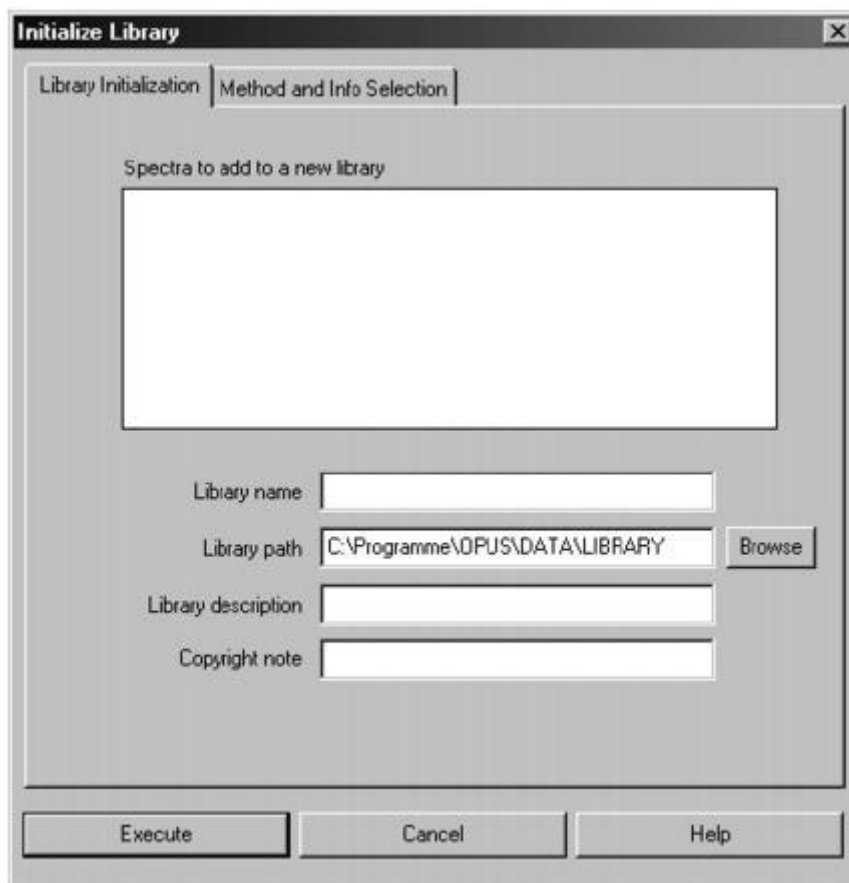 Initialize Library
Library Initialization
Method and Info Selection
Spectra to add to a new library
Library name
Library path C:\Programme\OPUS\DATA\LIBRARY Browse
Library description
Copyright note
Execute Cancel Help